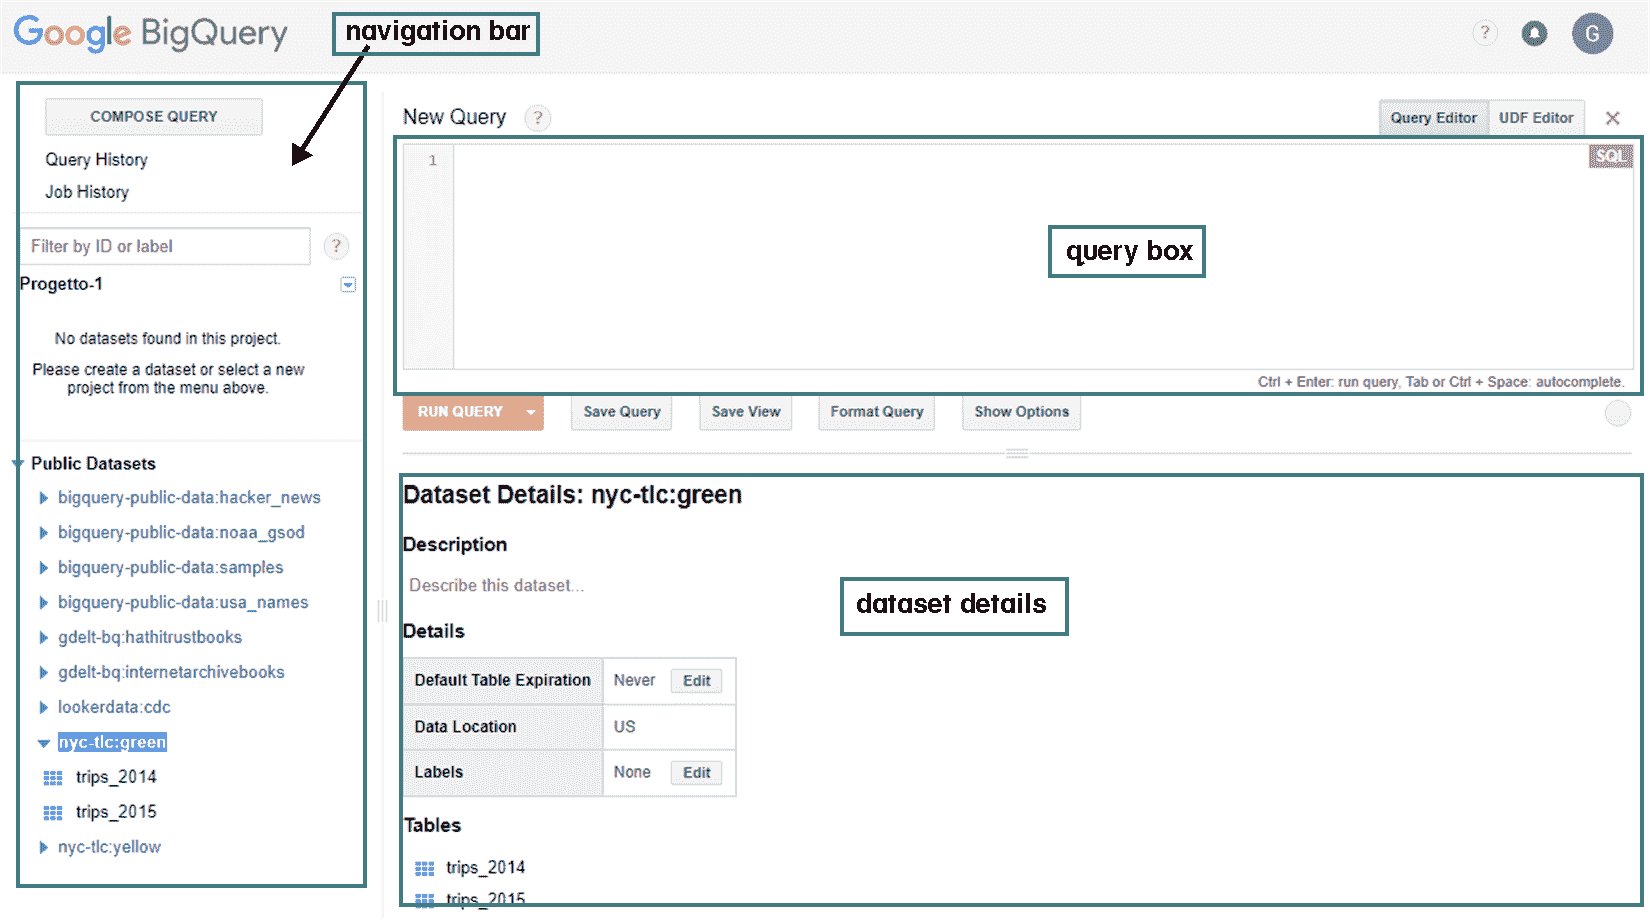 Google BigQuery
navigation bar
?
G
COMPOSE QUERY
Query History
Job History
Filter by ID or label
?
Progetto-1
No datasets found in this project.
Please create a dataset or select a new
project from the menu above.
Public Datasets
bigquery-public-data:hacker_news
bigquery-public-data:noaa_gsod
bigquery-public-data:samples
bigquery-public-data:usa_names
gdelt-bq:hathitrustbooks
gdelt-bq:internetarchivebooks
lookerdata:cdc
nyc-tlc:green
trips_2014
trips_2015
nyc-tlc:yellow
New Query ?
Query Editor UDF Editor
1
SQL
query box
Ctrl + Enter: run query, Tab or Ctrl + Space: autocomplete.
RUN QUERY Save Query Save View Format Query Show Options
Dataset Details: nyc-tlc:green
Description
Describe this dataset...
dataset details
Details
Default Table Expiration Never Edit
Data Location US
Labels None Edit
Tables
trips_2014
trips_2015